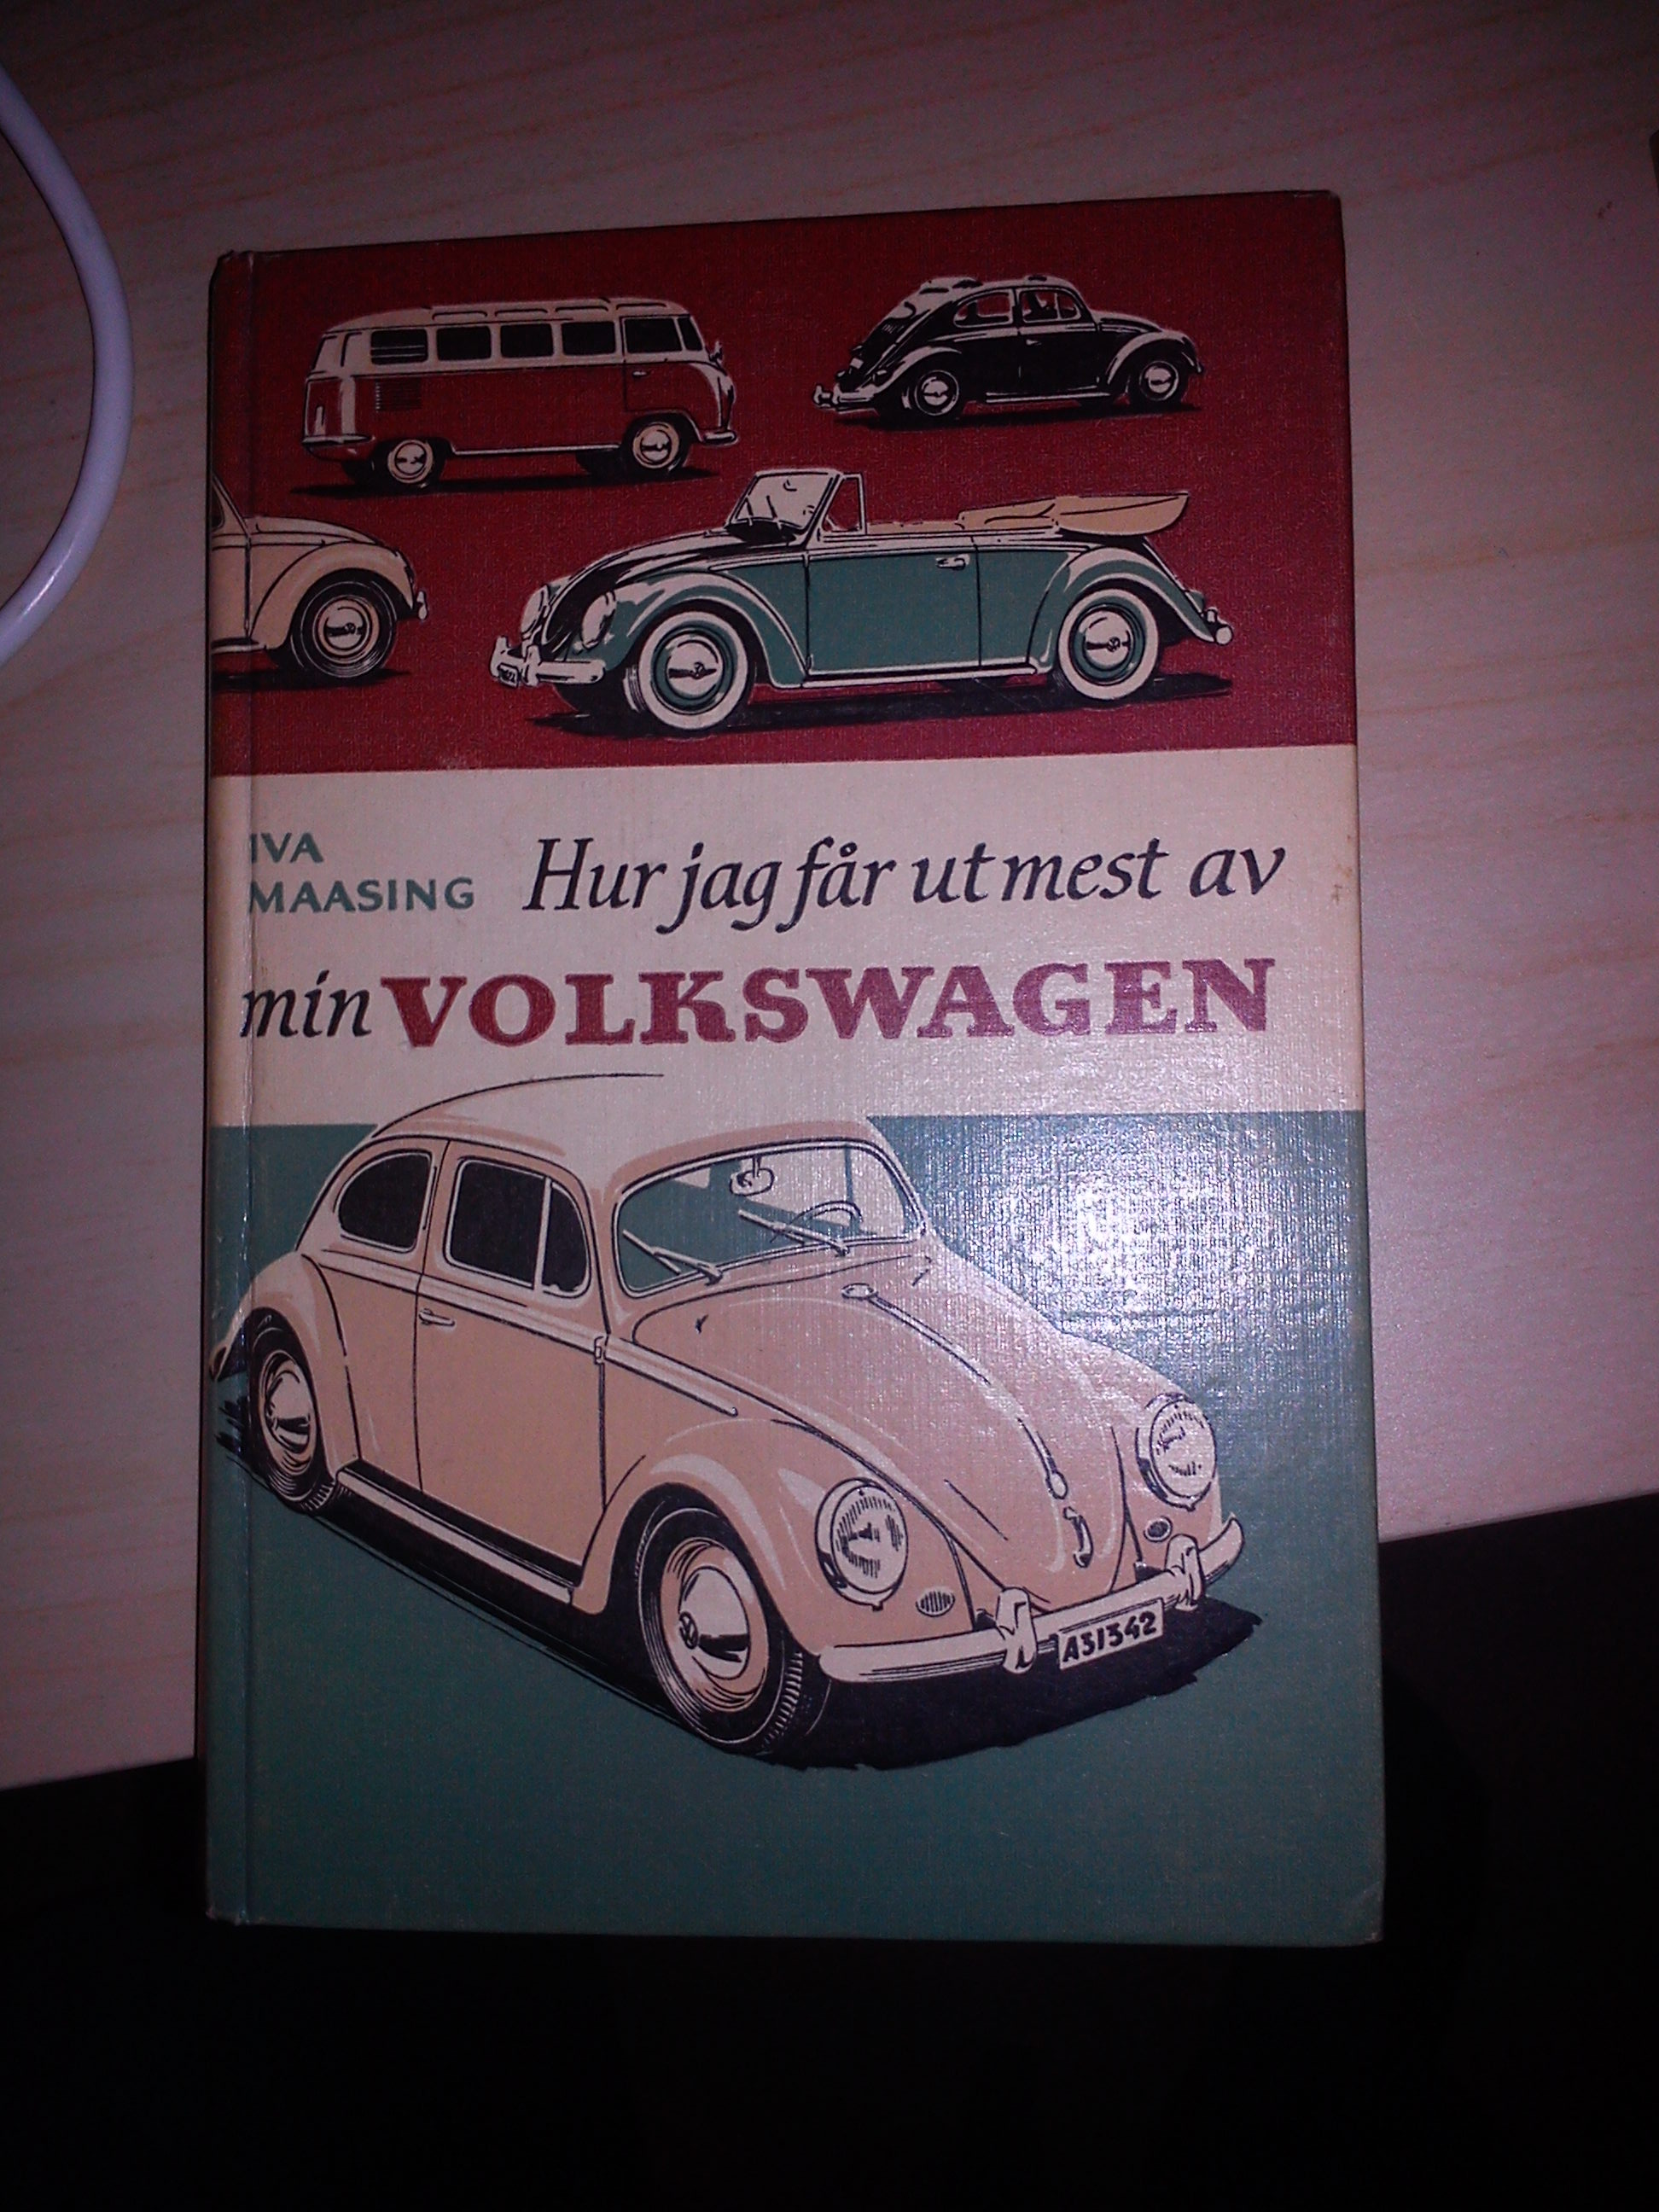 IVA
MAASING
Hur jag får ut mest av
min VOLKSWAGEN
A31342